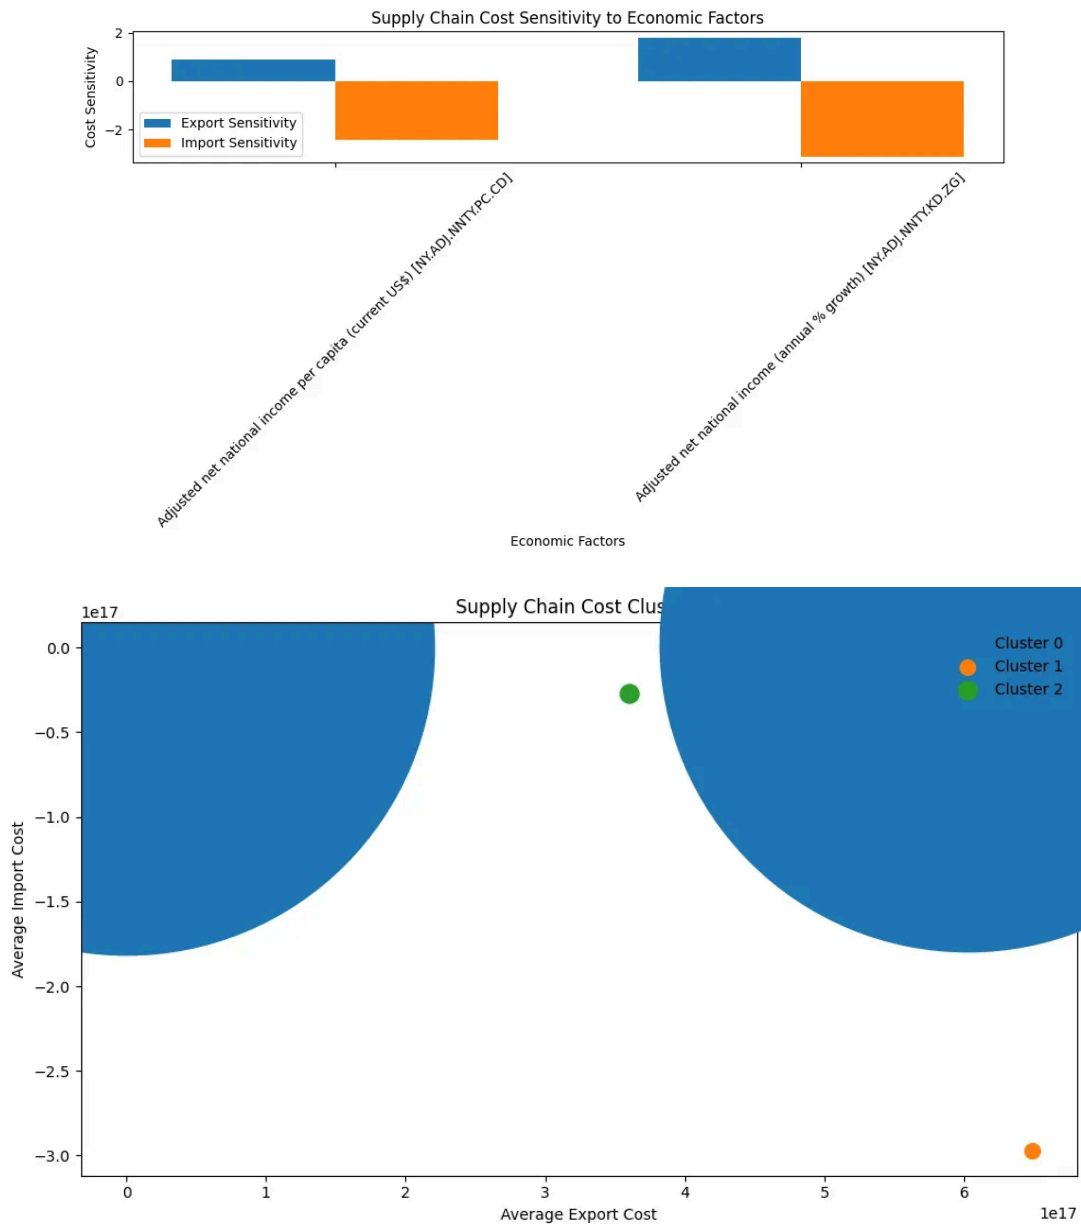 Supply Chain Cost Sensitivity to Economic Factors
2
0
−2
Cost Sensitivity
Export Sensitivity
Import Sensitivity
Adjusted net national income per capita (current US$) [NY.ADJ.NNTY.PC.CD]
Adjusted net national income (annual % growth) [NY.ADJ.NNTY.KD.ZG]
Economic Factors
Supply Chain Cost Clus
1e17
0.0
−0.5
−1.0
−1.5
−2.0
−2.5
−3.0
Average Import Cost
Cluster 0
Cluster 1
Cluster 2
0 1 2 3 4 5 6
1e17
Average Export Cost